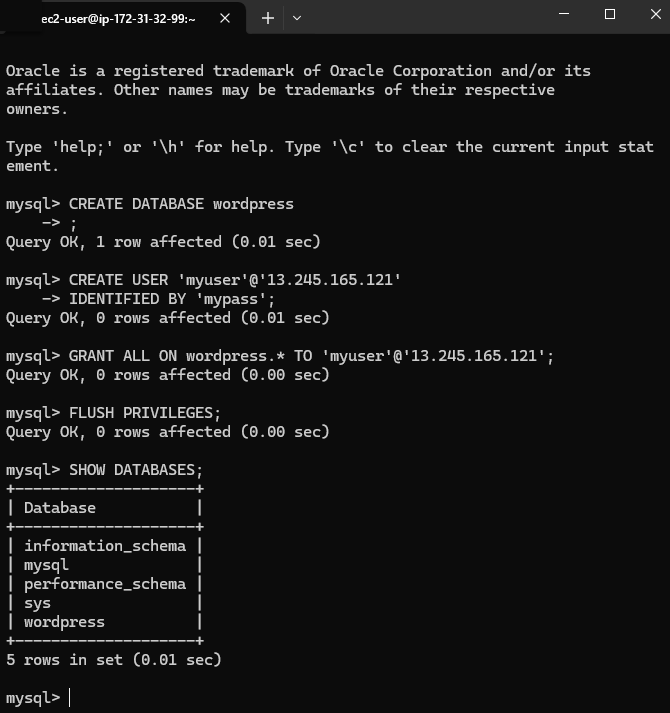 ec2-user@ip-172-31-32-99:~
Oracle is a registered trademark of Oracle Corporation and/or its
affiliates. Other names may be trademarks of their respective
owners.
Type 'help;' or '\h' for help. Type '\c' to clear the current input stat
ement.
mysql> CREATE DATABASE wordpress
    -> ;
Query OK, 1 row affected (0.01 sec)
mysql> CREATE USER 'myuser'@'13.245.165.121'
    -> IDENTIFIED BY 'mypass';
Query OK, 0 rows affected (0.01 sec)
mysql> GRANT ALL ON wordpress.* TO 'myuser'@'13.245.165.121';
Query OK, 0 rows affected (0.00 sec)
mysql> FLUSH PRIVILEGES;
Query OK, 0 rows affected (0.00 sec)
mysql> SHOW DATABASES;
+--------------------+
| Database           |
+--------------------+
| information_schema |
| mysql              |
| performance_schema |
| sys                |
| wordpress          |
+--------------------+
5 rows in set (0.01 sec)
mysql>